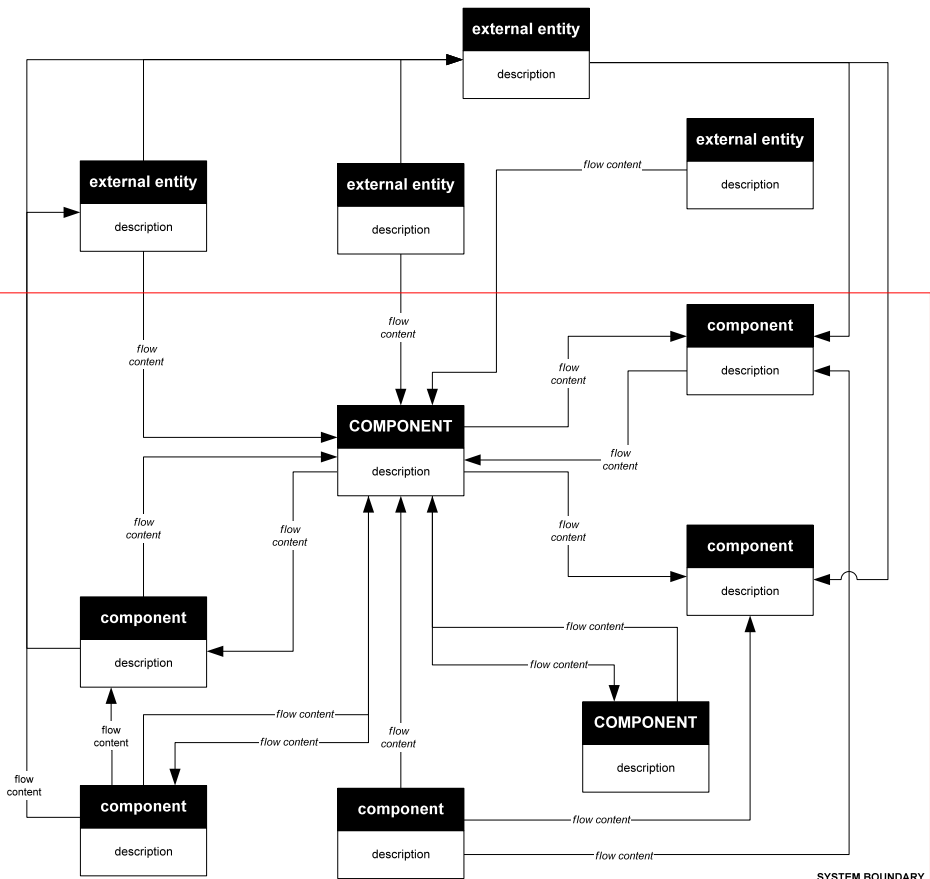 external entity
description
external entity
description
flow content
external entity
description
external entity
description
component
description
flow
content
flow
content
flow
content
COMPONENT
description
flow
content
flow
content
flow
content
flow
content
component
description
component
description
flow content
flow content
COMPONENT
description
flow content
flow content
flow
content
flow
content
flow
content
component
description
component
description
flow content
flow content
SYSTEM BOUNDARY